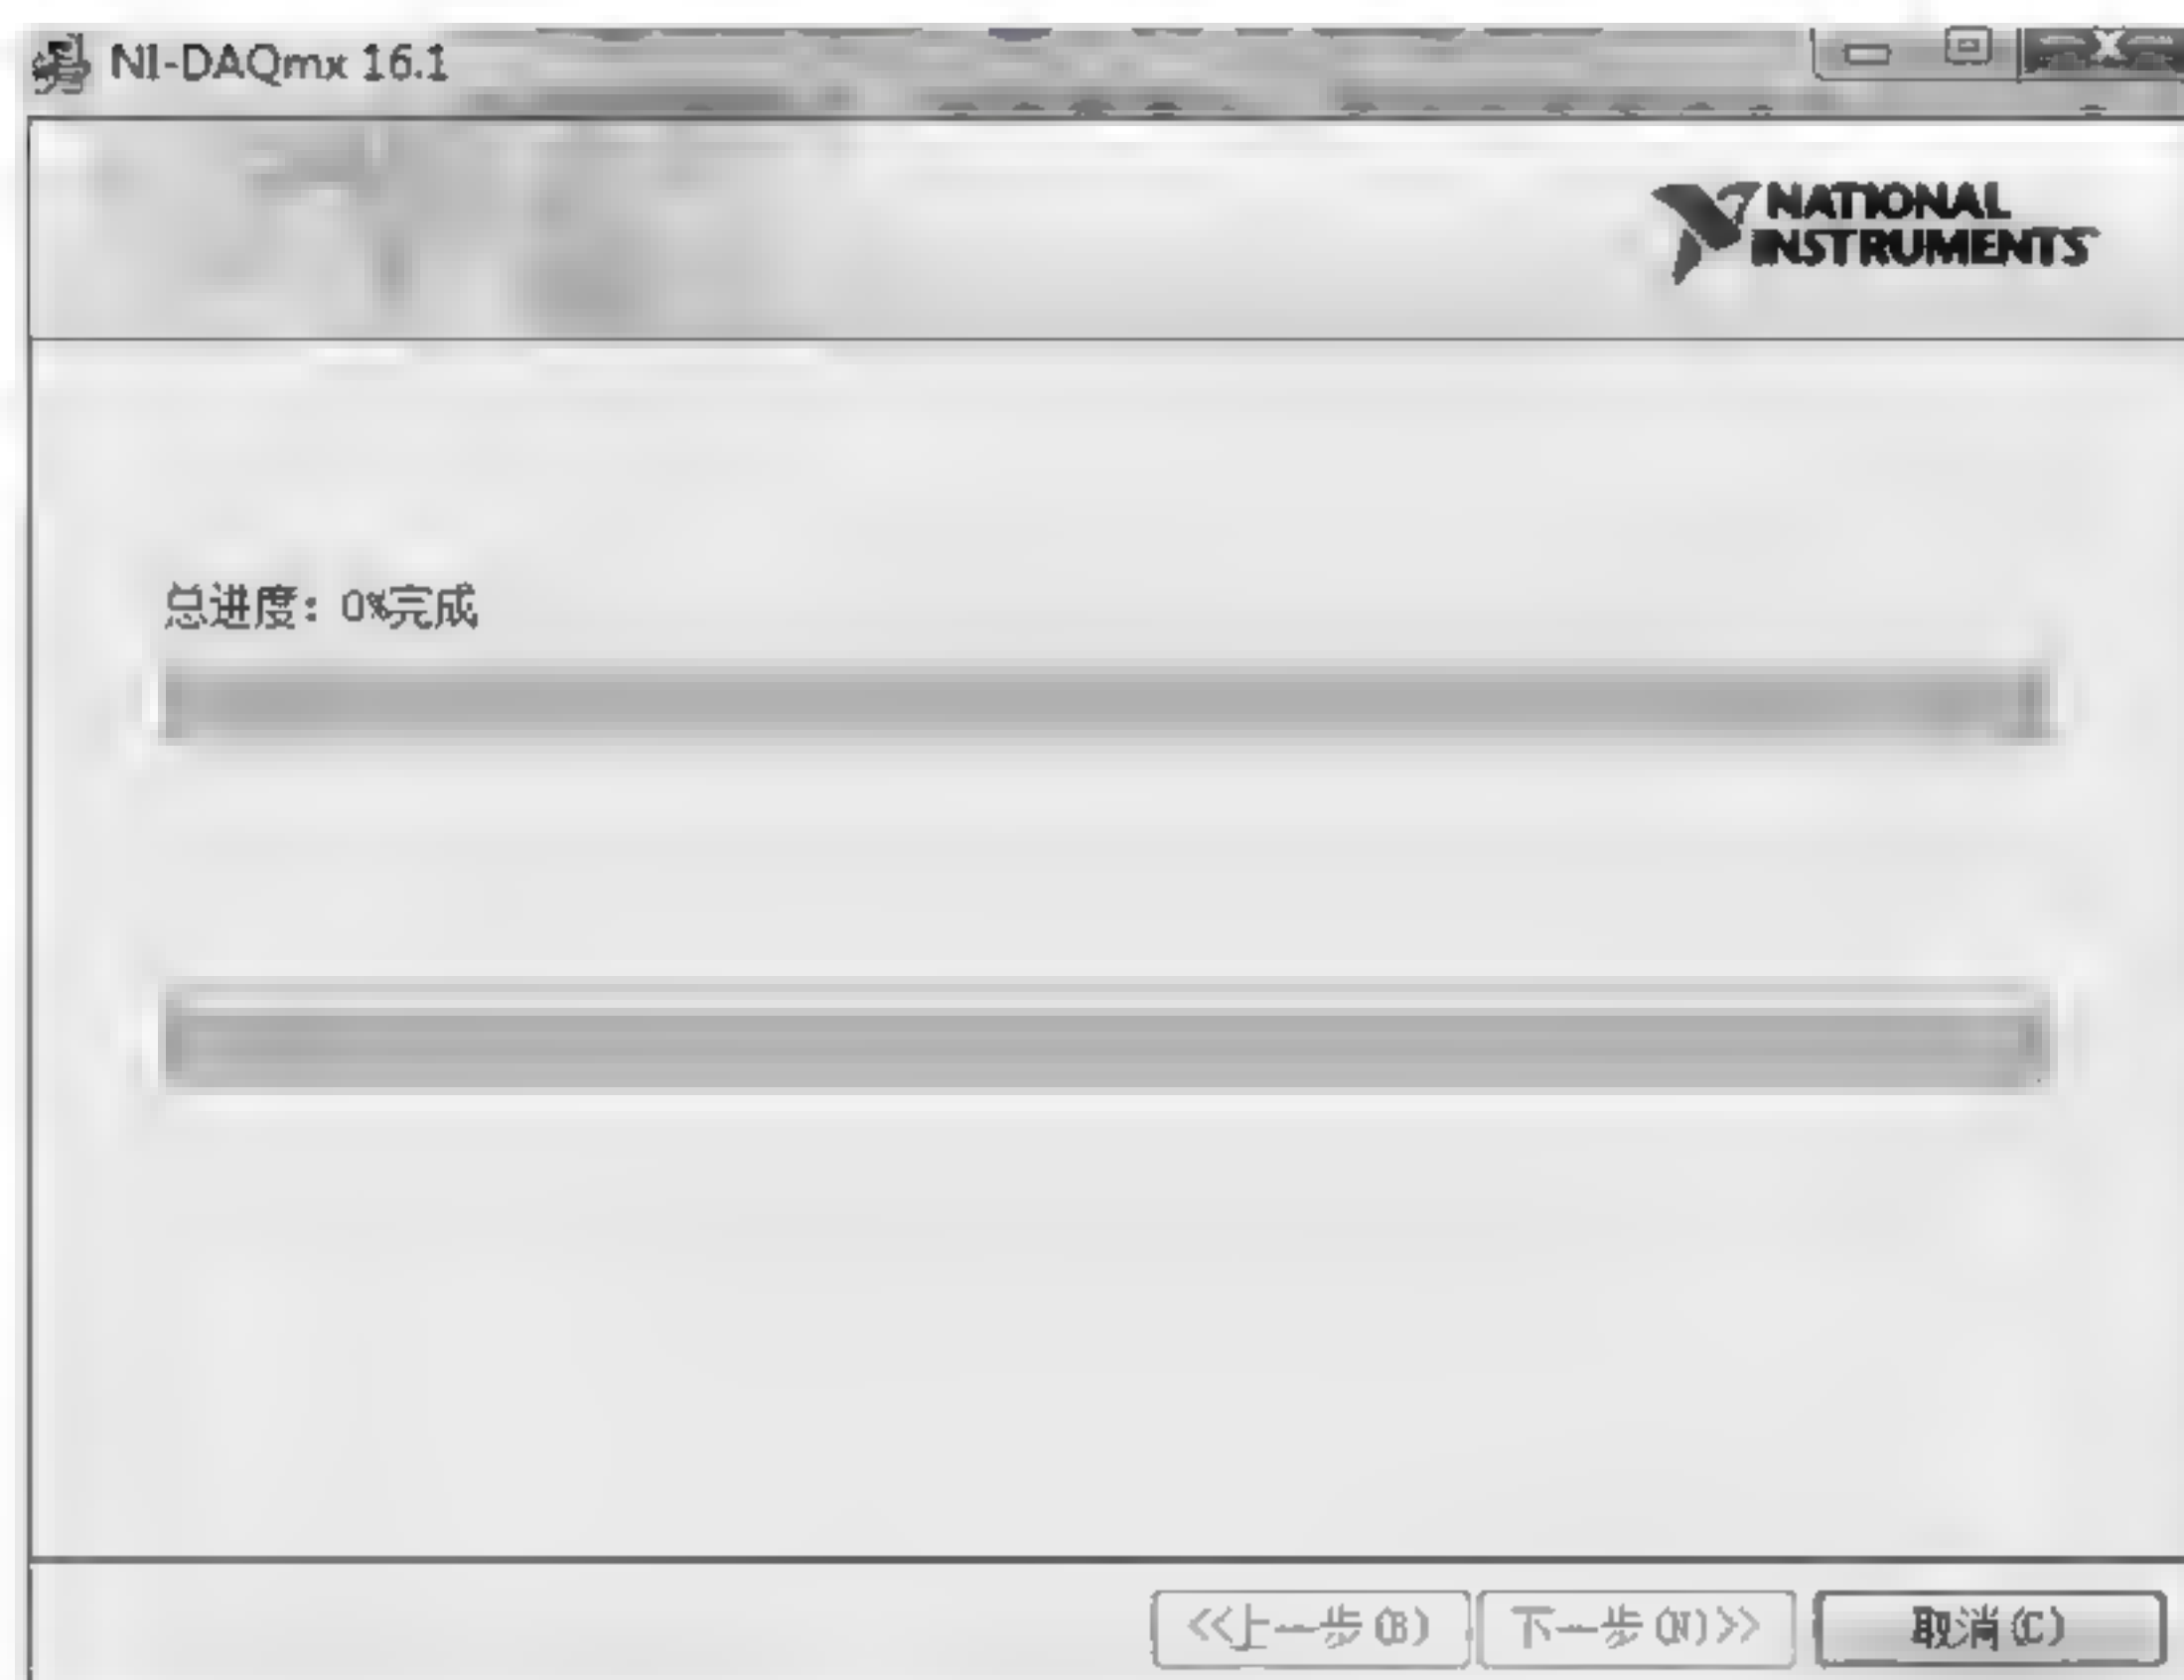 NI-DAQmx 16.1
NATIONAL
INSTRUMENTS
总进度：0%完成
<<上一步(B)
下一步(N)>>
取消(C)